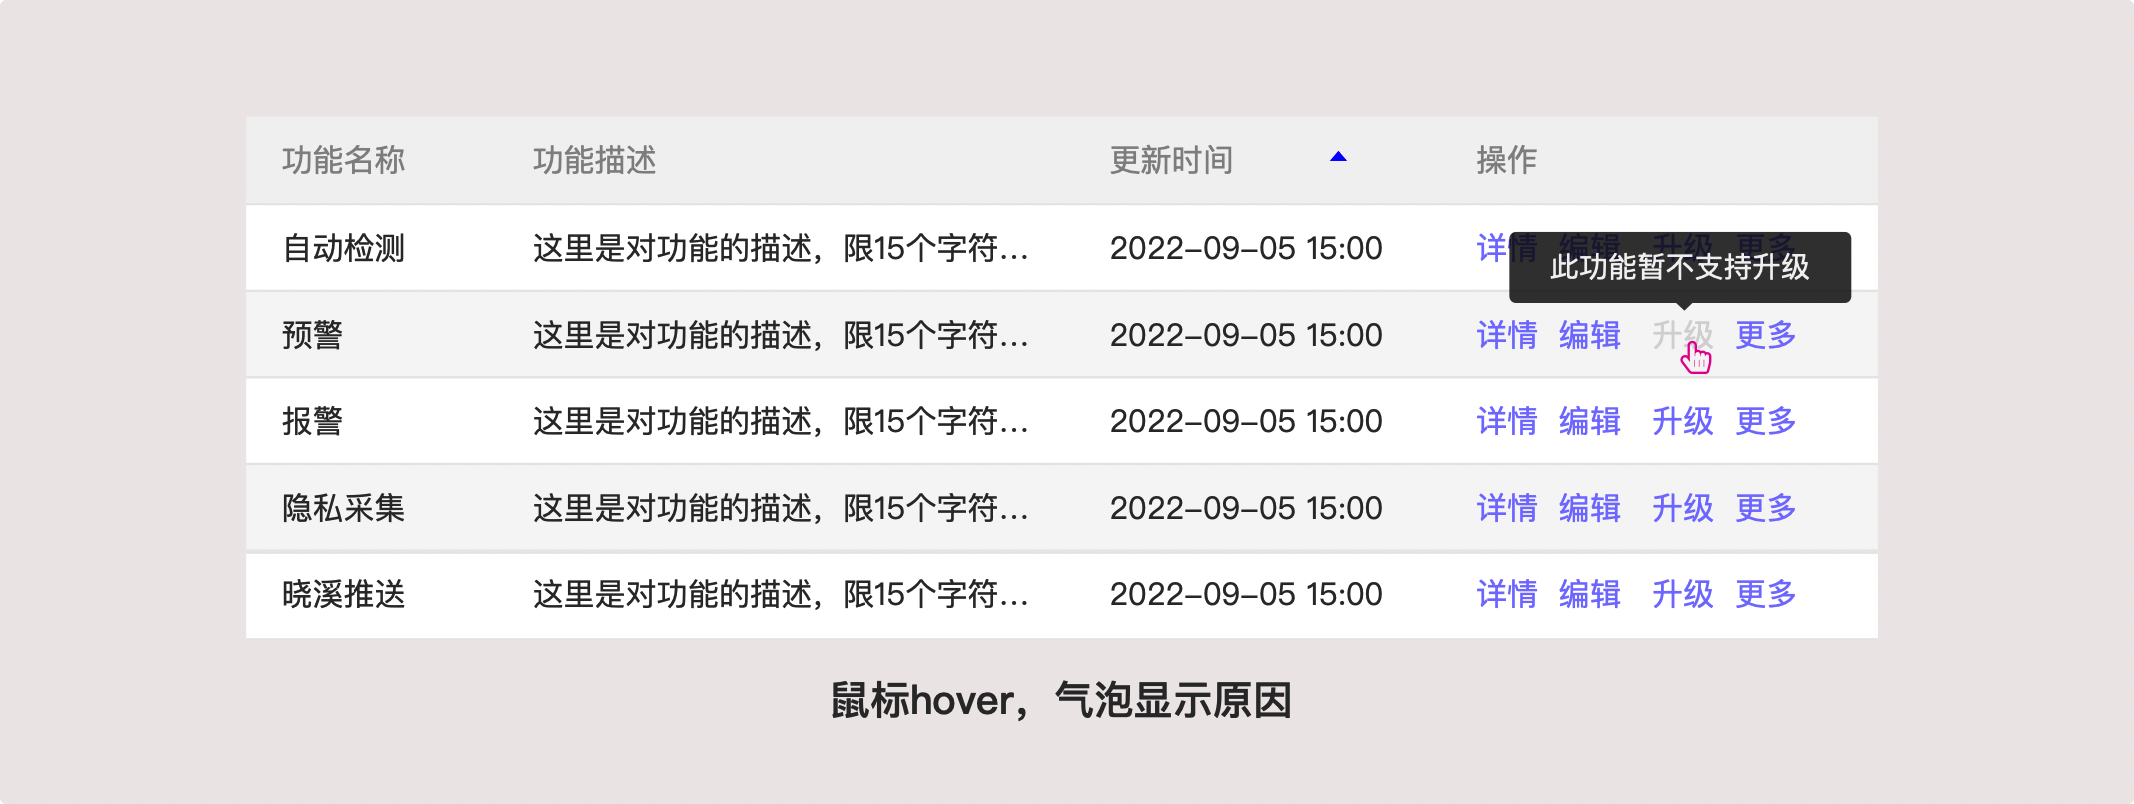 功能名称 功能描述 更新时间 操作
自动检测 这里是对功能的描述，限15个字符... 2022-09-05 15:00 详情 编辑 升级 更多
此功能暂不支持升级
预警 这里是对功能的描述，限15个字符... 2022-09-05 15:00 详情 编辑 升级 更多
报警 这里是对功能的描述，限15个字符... 2022-09-05 15:00 详情 编辑 升级 更多
隐私采集 这里是对功能的描述，限15个字符... 2022-09-05 15:00 详情 编辑 升级 更多
晓溪推送 这里是对功能的描述，限15个字符... 2022-09-05 15:00 详情 编辑 升级 更多
鼠标hover，气泡显示原因